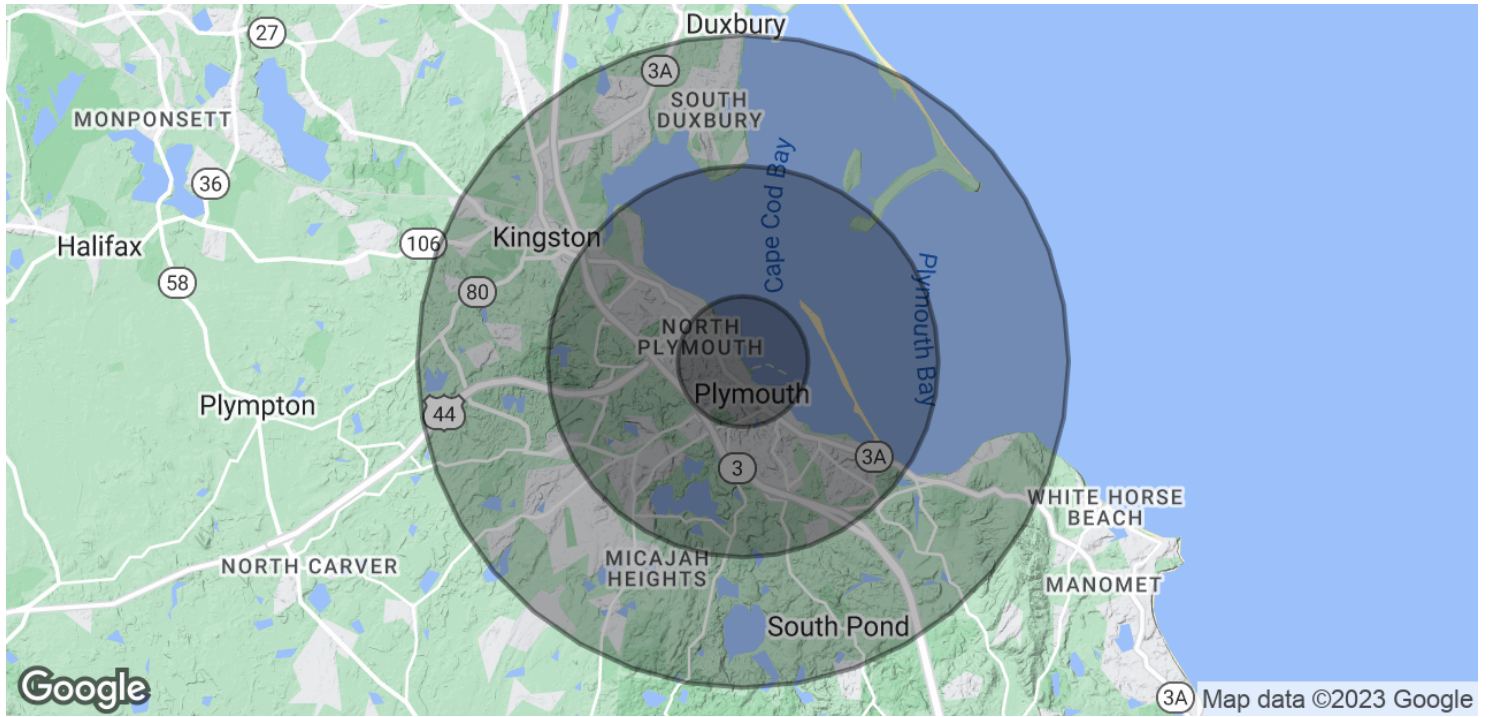 Duxbury
27
3A
SOUTH
DUXBURY
MONPONSETT
36
Cape Cod Bay
Kingston
106
Halifax
58
80
Plymouth Bay
NORTH
PLYMOUTH
Plymouth
Plympton
44
3A
3
WHITE HORSE
BEACH
NORTH CARVER
MICAJAH
HEIGHTS
MANOMET
South Pond
Google
3A
Map data ©2023 Google